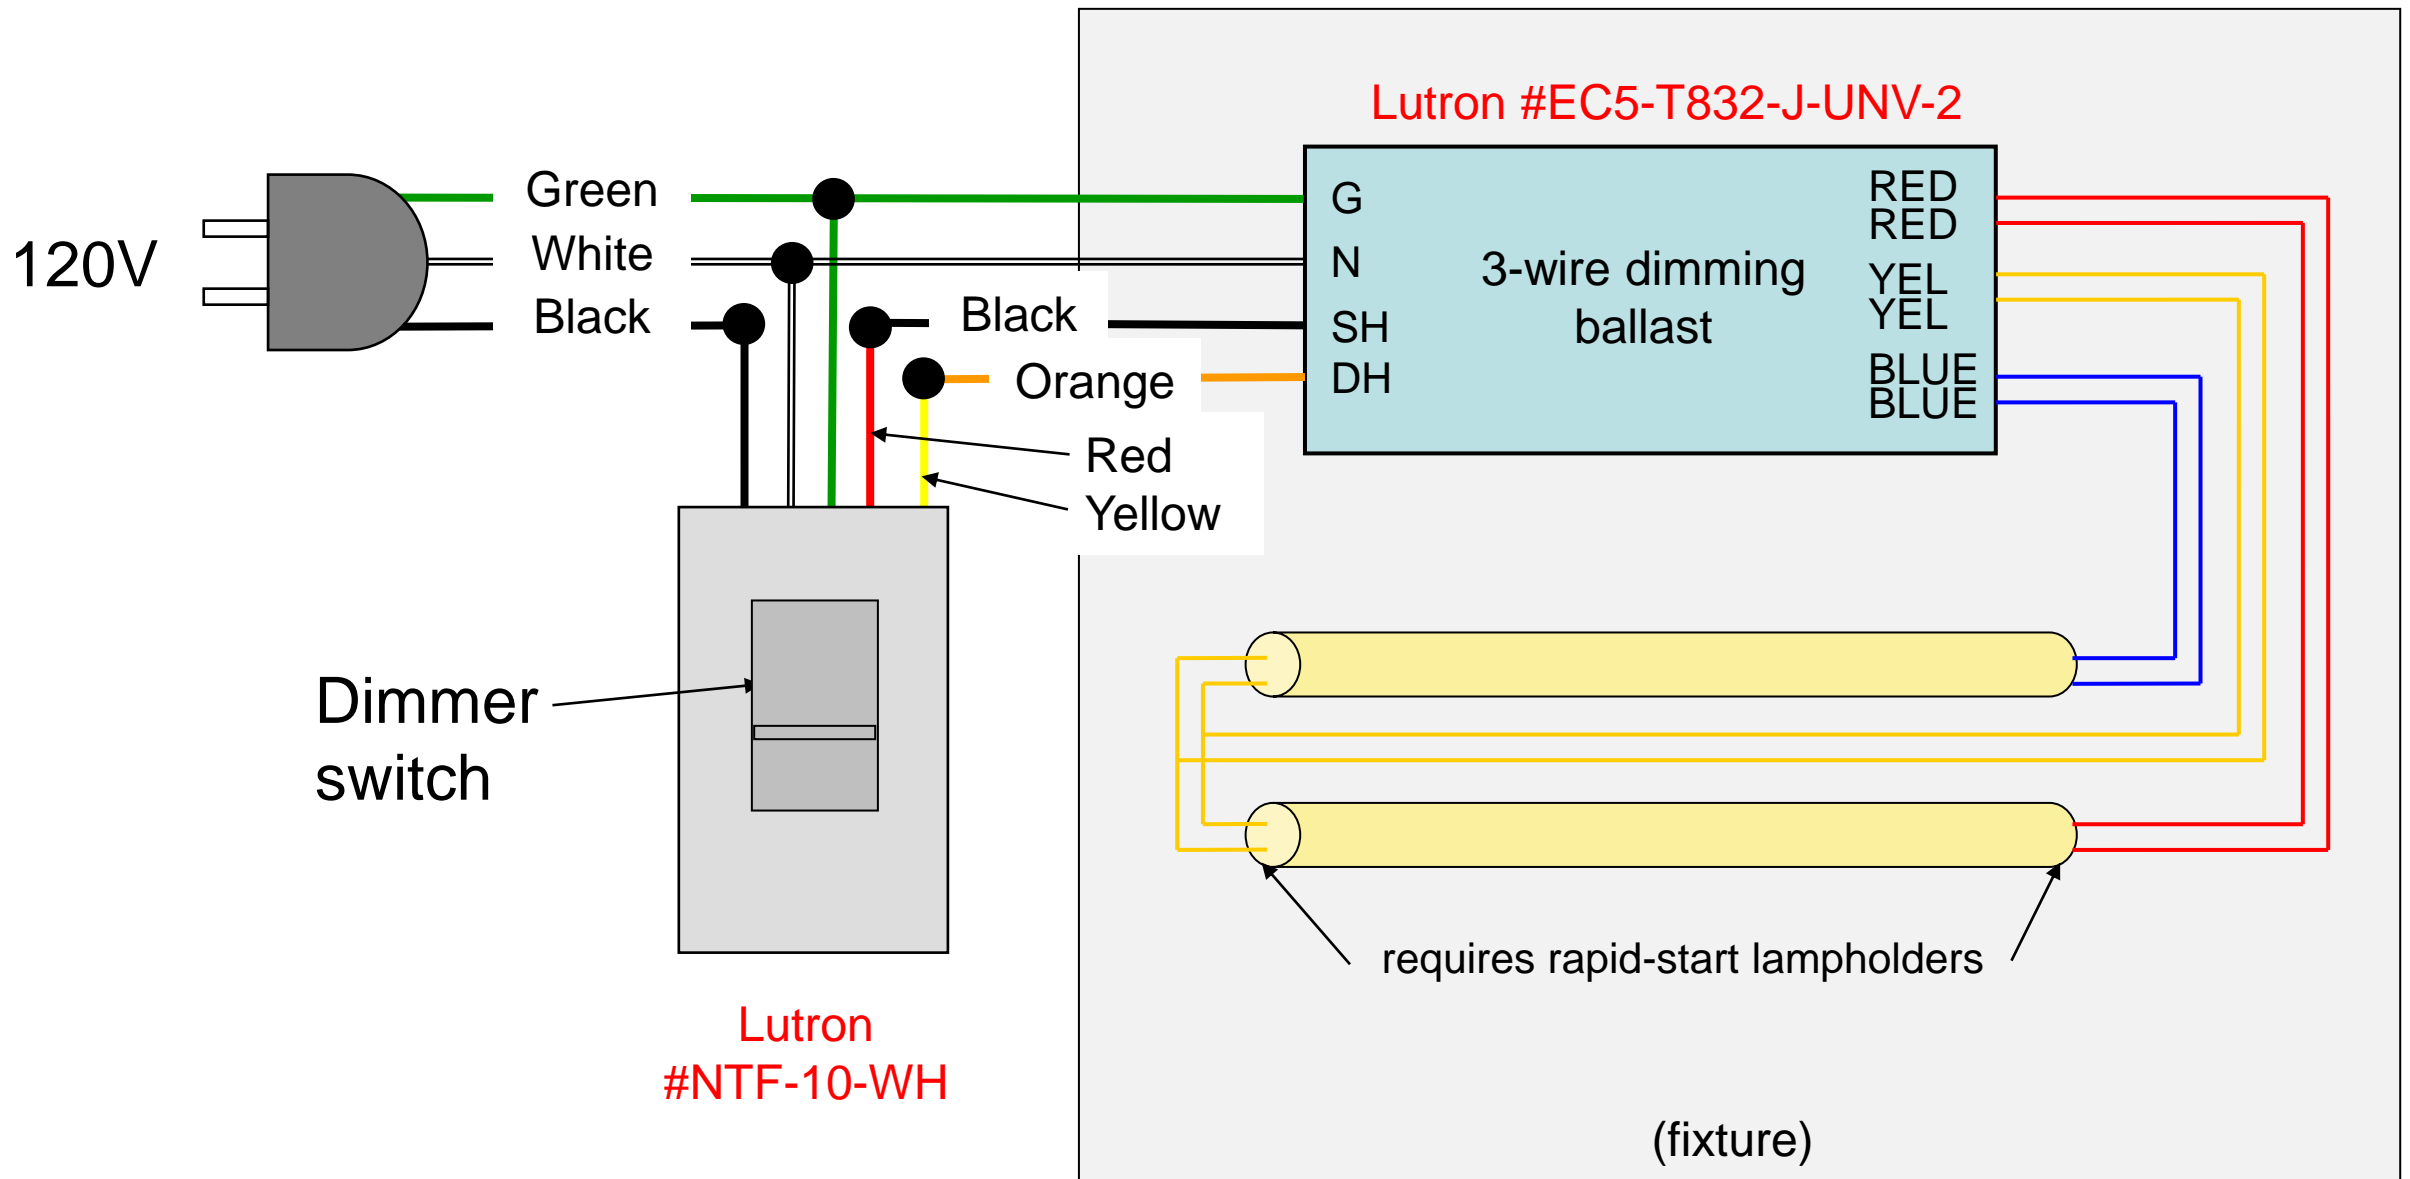 Lutron #EC5-T832-J-UNV-2
120V
Green
White
Black
Black
Orange
Red
Yellow
G
N
SH
DH
3-wire dimming
ballast
RED
RED
YEL
YEL
BLUE
BLUE
Dimmer
switch
requires rapid-start lampholders
Lutron
#NTF-10-WH
(fixture)